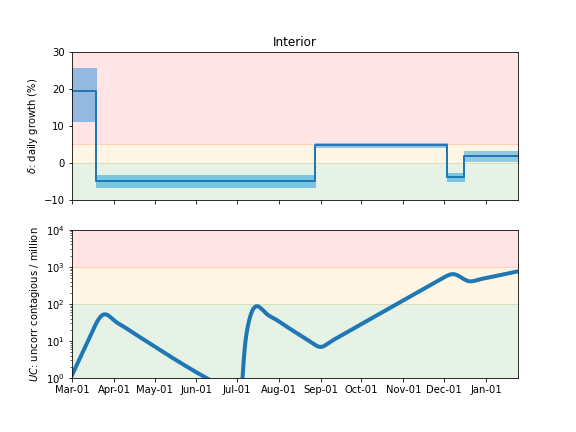 Interior
δ: daily growth (%)
30
20
10
0
−10
UC: uncorr contagious / million
10⁴
10³
10²
10¹
10⁰
Mar-01 Apr-01 May-01 Jun-01 Jul-01 Aug-01 Sep-01 Oct-01 Nov-01 Dec-01 Jan-01